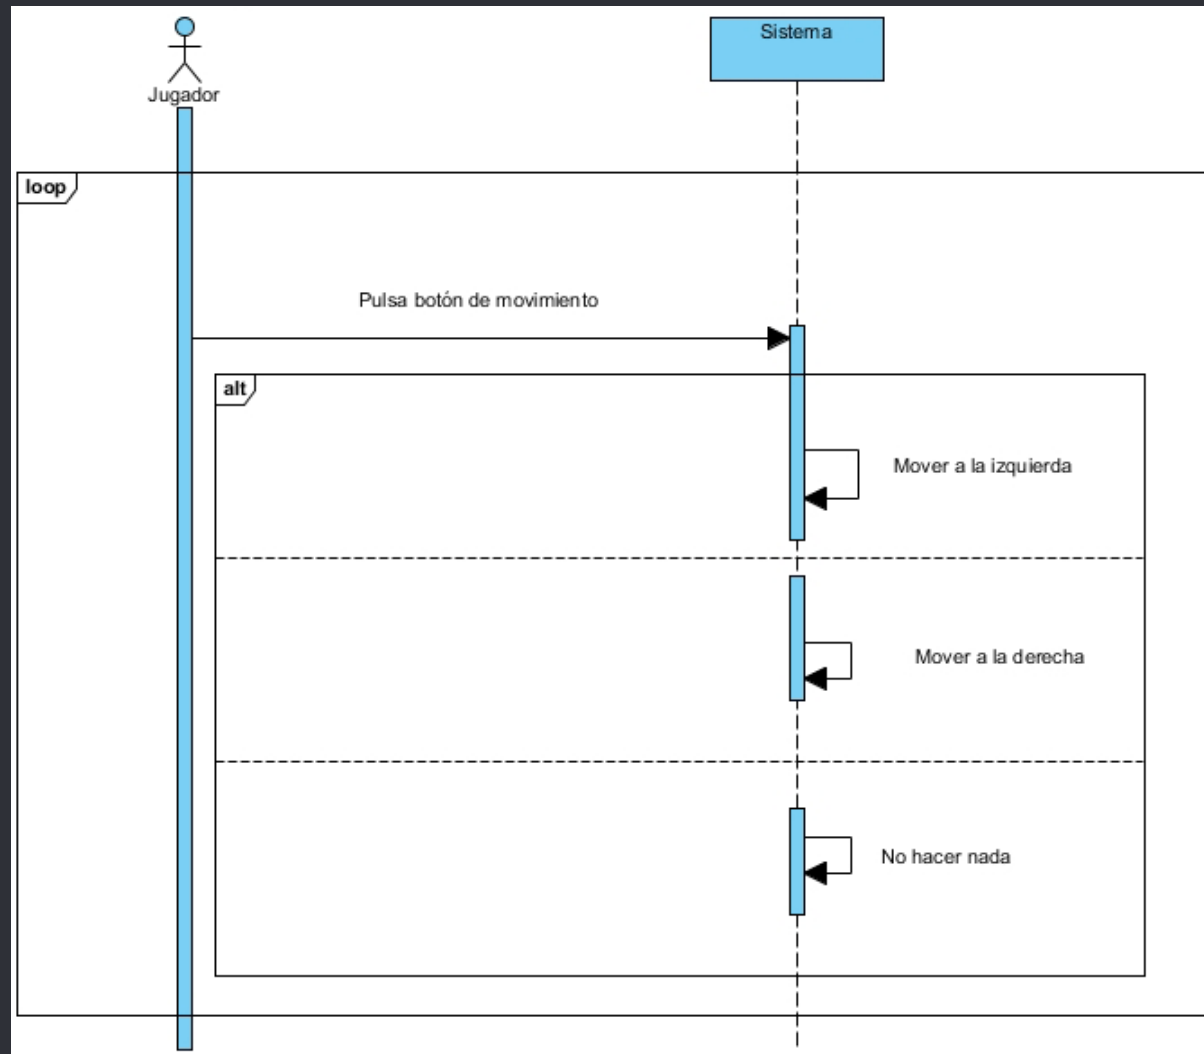 Jugador
Sistema
loop
Pulsa botón de movimiento
alt
Mover a la izquierda
Mover a la derecha
No hacer nada